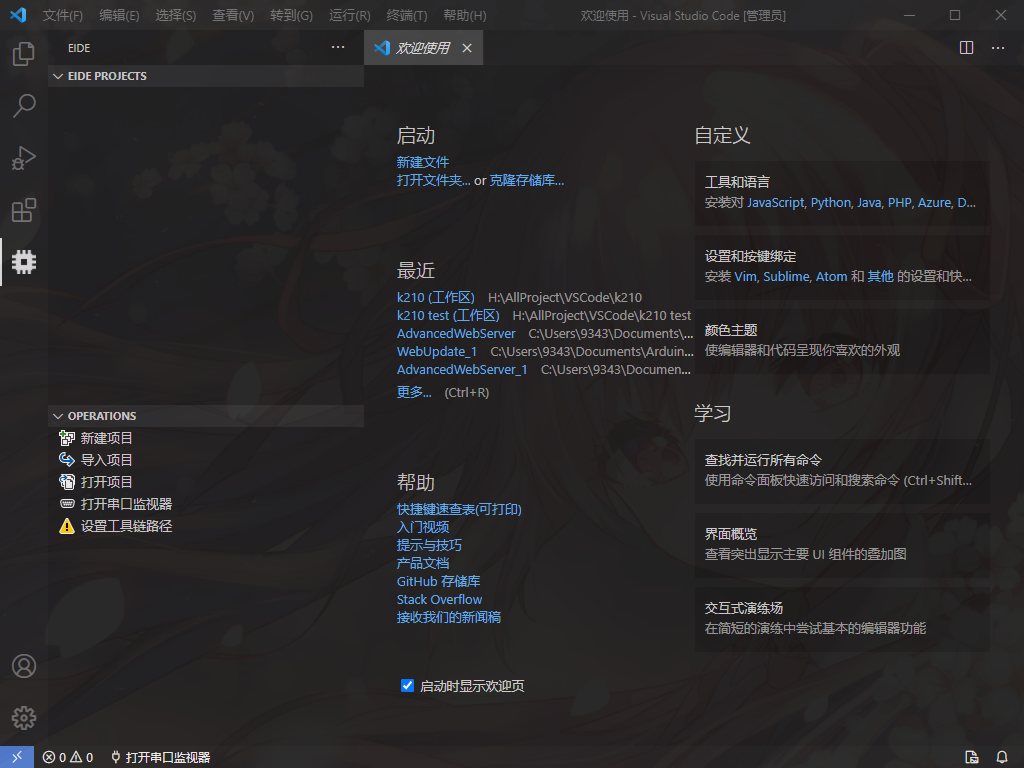 文件(F) 编辑(E) 选择(S) 查看(V) 转到(G) 运行(R) 终端(T) 帮助(H) 欢迎使用 - Visual Studio Code [管理员]
EIDE
欢迎使用
EIDE PROJECTS
OPERATIONS
新建项目
导入项目
打开项目
打开串口监视器
设置工具链路径
启动
新建文件
打开文件夹... or 克隆存储库...
最近
k210 (工作区) H:\AllProject\VSCode\k210
k210 test (工作区) H:\AllProject\VSCode\k210 test
AdvancedWebServer C:\Users\9343\Documents\...
WebUpdate_1 C:\Users\9343\Documents\Arduin...
AdvancedWebServer_1 C:\Users\9343\Documen...
更多... (Ctrl+R)
帮助
快捷键速查表(可打印)
入门视频
提示与技巧
产品文档
GitHub 存储库
Stack Overflow
接收我们的新闻稿
启动时显示欢迎页
自定义
工具和语言
安装对 JavaScript, Python, Java, PHP, Azure, D...
设置和按键绑定
安装 Vim, Sublime, Atom 和 其他 的设置和快...
颜色主题
使编辑器和代码呈现你喜欢的外观
学习
查找并运行所有命令
使用命令面板快速访问和搜索命令 (Ctrl+Shift...
界面概览
查看突出显示主要 UI 组件的叠加图
交互式演练场
在简短的演练中尝试基本的编辑器功能
0 0 打开串口监视器